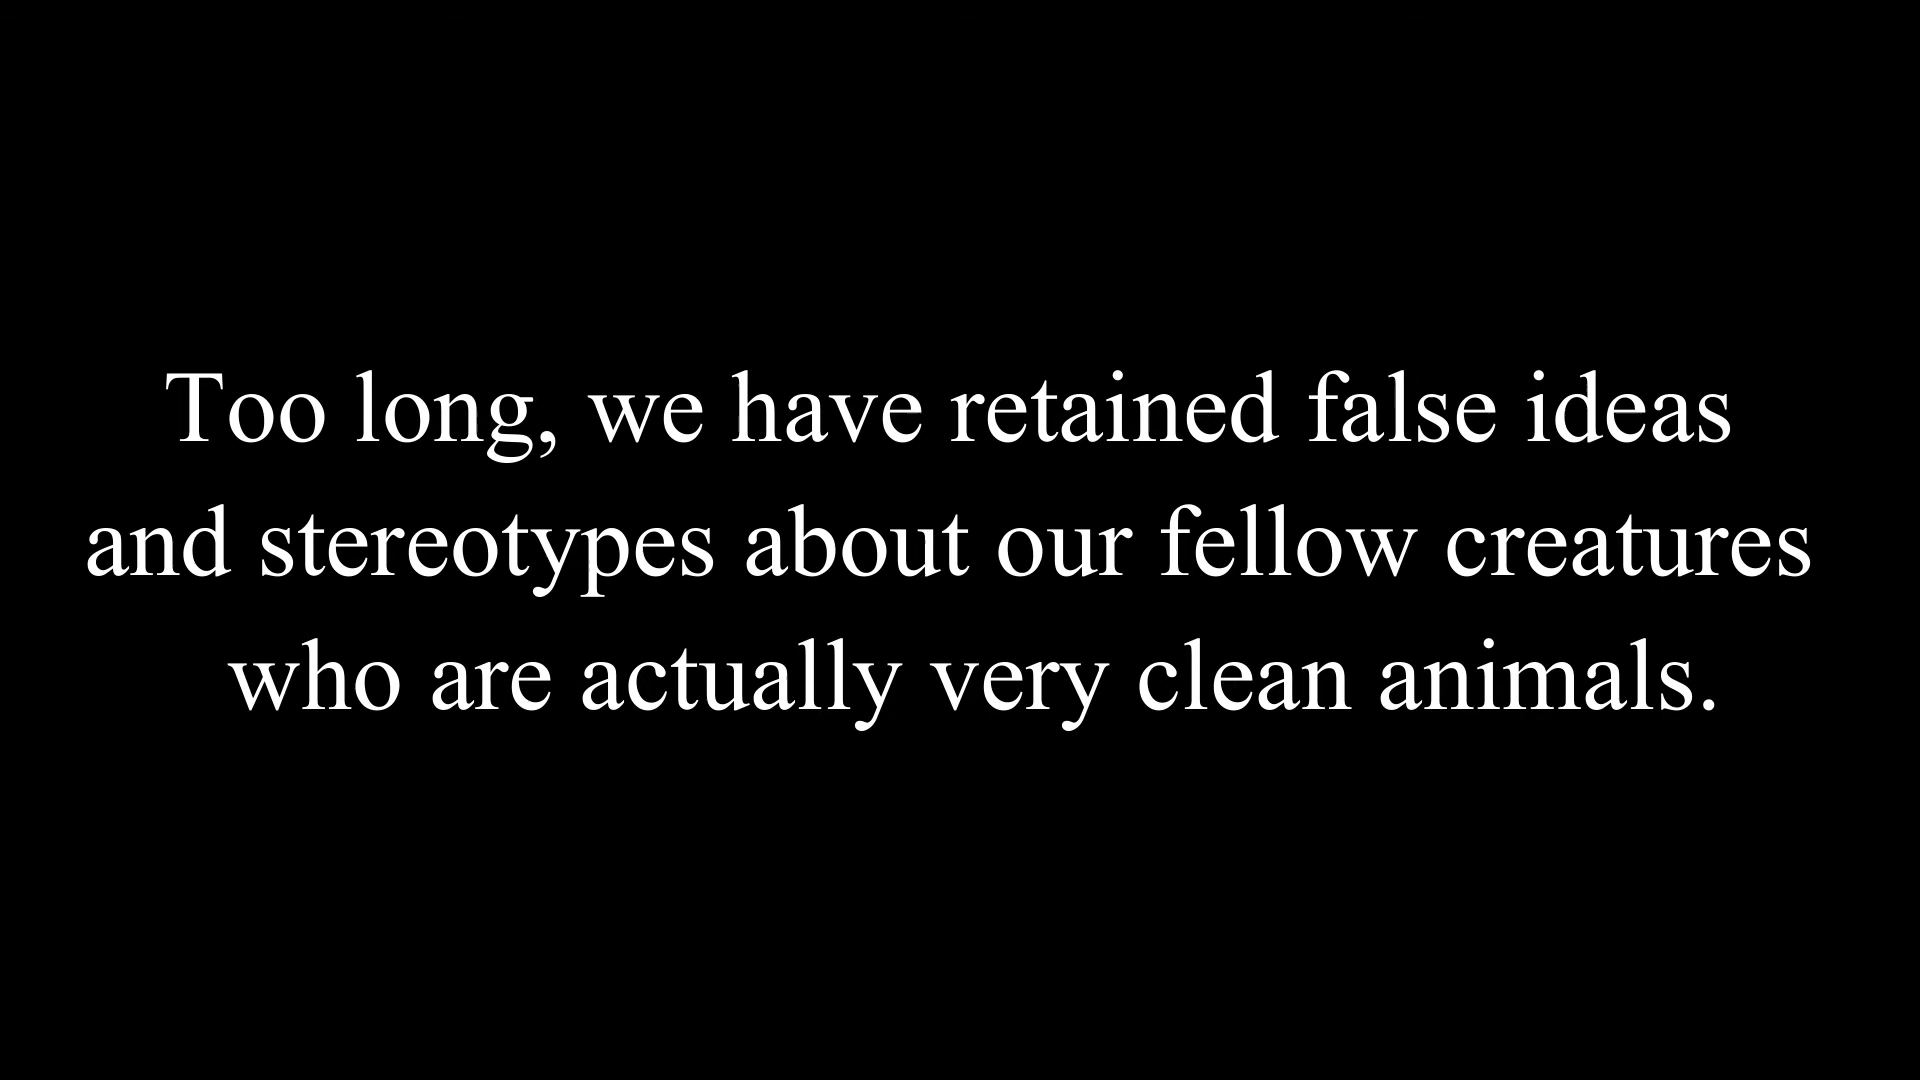 Too long, we have retained false ideas
and stereotypes about our fellow creatures
who are actually very clean animals.